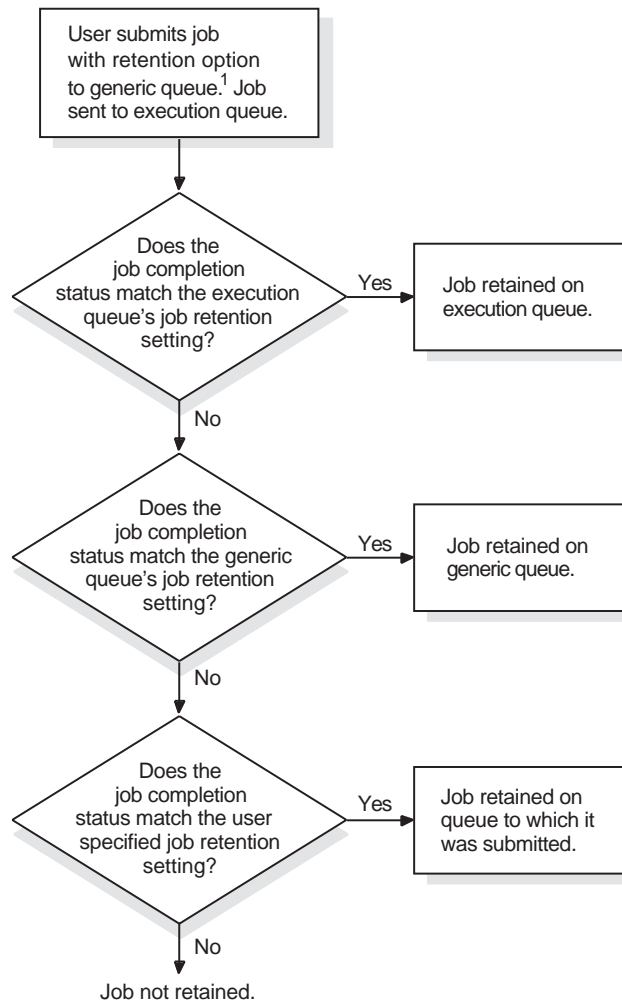 User submits job
with retention option
to generic queue.1 Job
sent to execution queue.
Does the
job completion
status match the execution
queue's job retention
setting?
Yes
Job retained on
execution queue.
No
Does the
job completion
status match the generic
queue's job retention
setting?
Yes
Job retained on
generic queue.
No
Does the
job completion
status match the user
specified job retention
setting?
Yes
Job retained on
queue to which it
was submitted.
No
Job not retained.